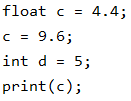 float c = 4.4;
c = 9.6;
int d = 5;
print(c);